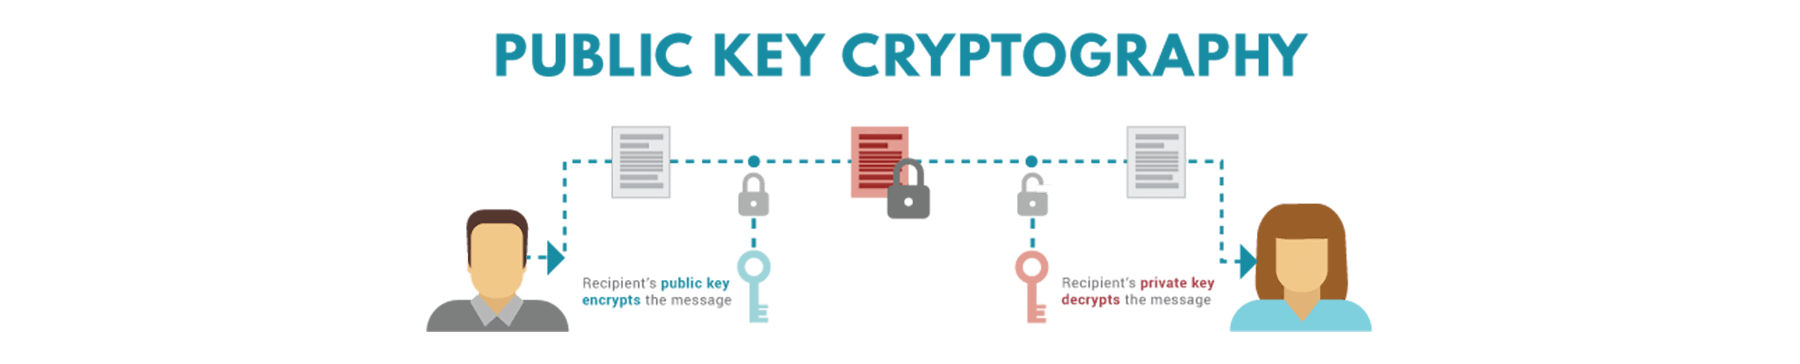 PUBLIC KEY CRYPTOGRAPHY
Recipient's public key
encrypts the message
Recipient's private key
decrypts the message